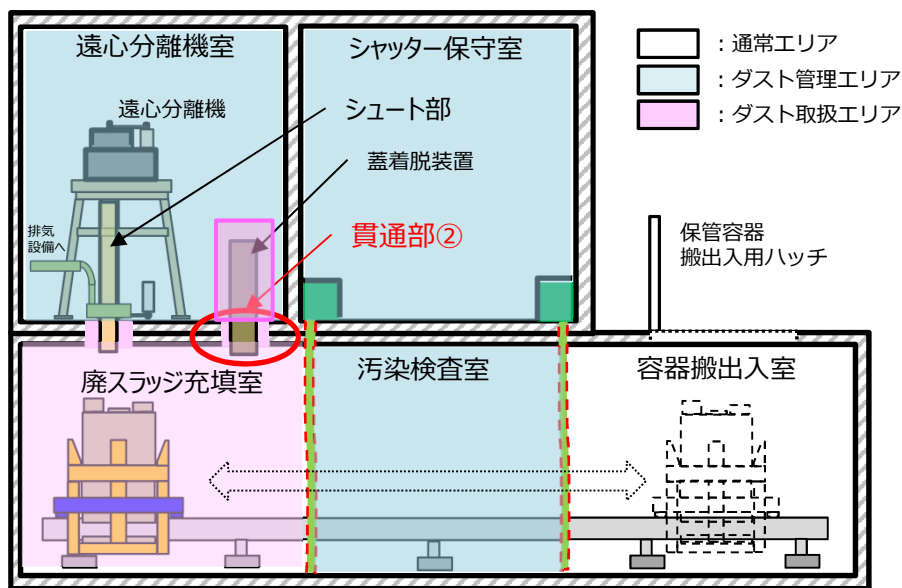 遠心分離機室
シャッター保守室
：通常エリア
：ダスト管理エリア
：ダスト取扱エリア
遠心分離機
シュート部
蓋着脱装置
貫通部②
排気
設備へ
保管容器
搬出入用ハッチ
廃スラッジ充填室
汚染検査室
容器搬出入室